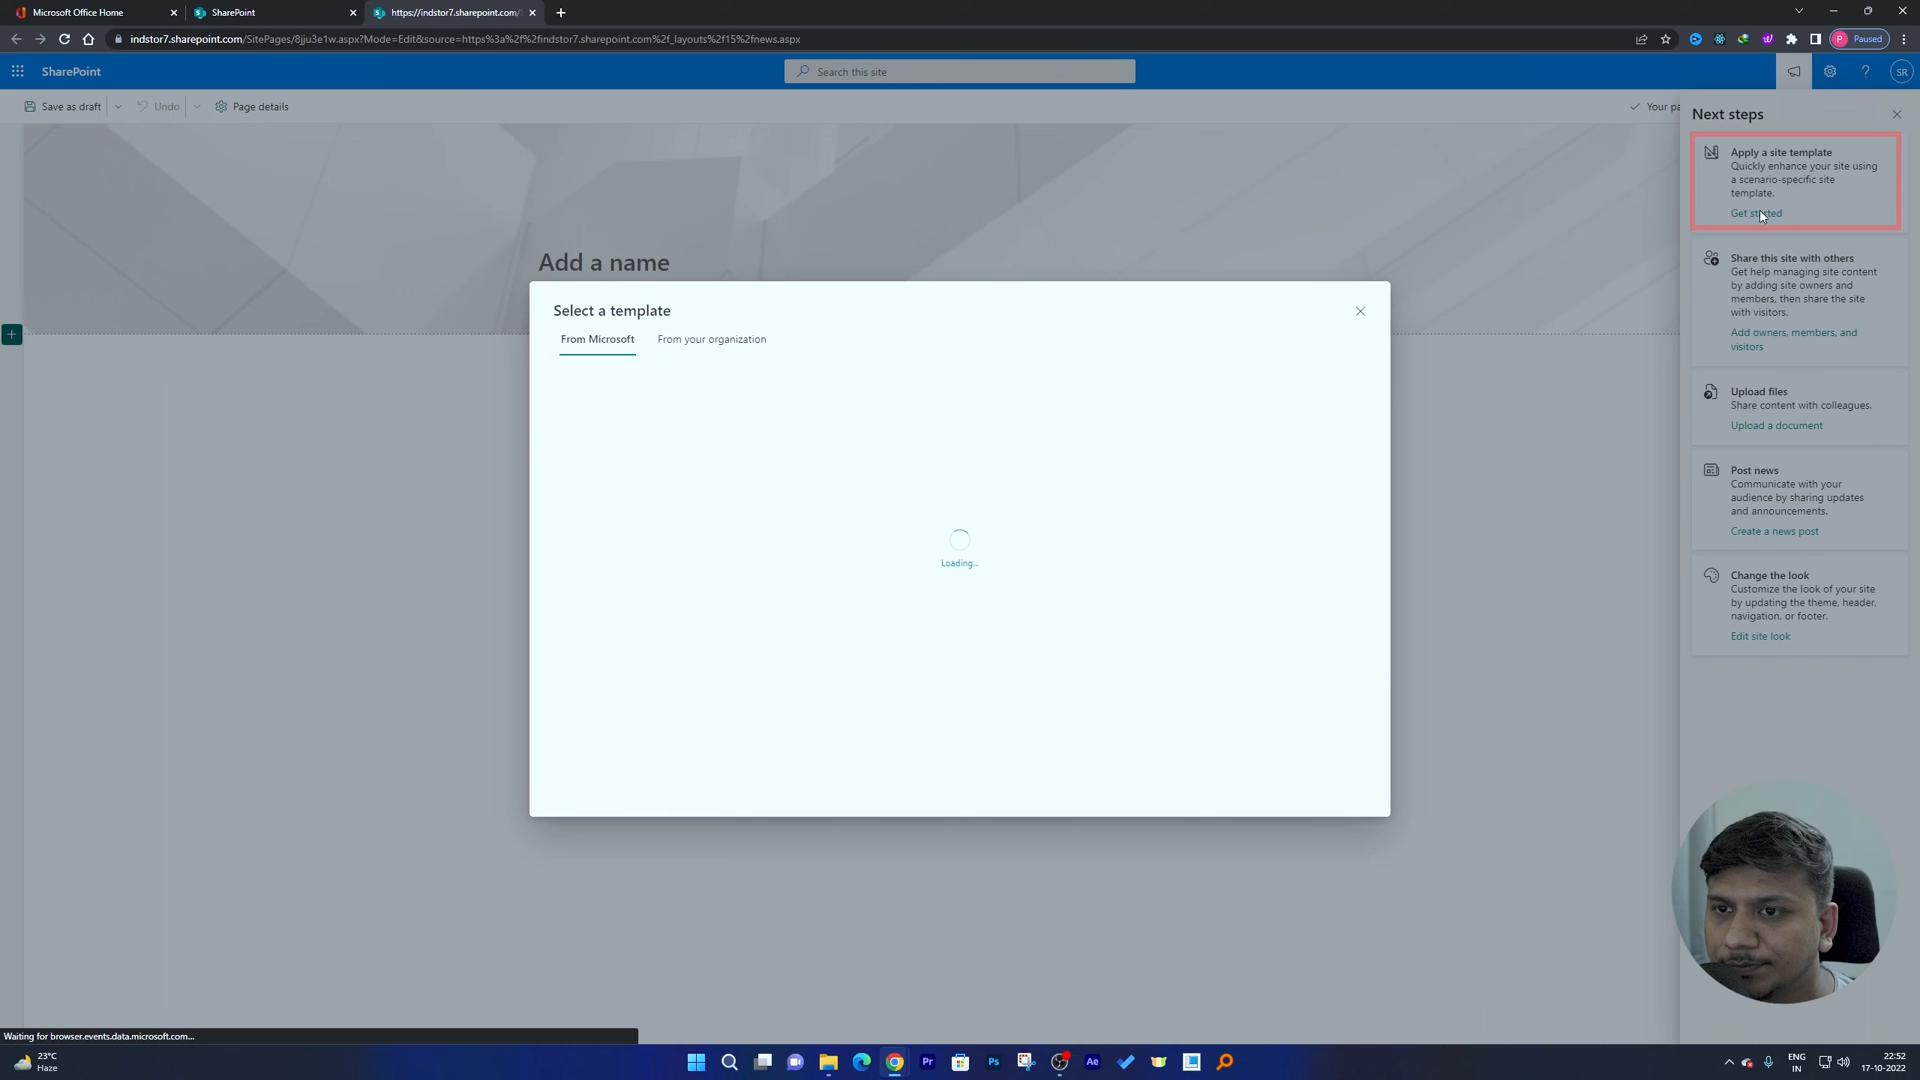 Microsoft Office Home
SharePoint
https://indstor7.sharepoint.com/
indstor7.sharepoint.com/SitePages/8jju3e1w.aspx?Mode=Edit&source=https%3a%2f%2findstor7.sharepoint.com%2f_layouts%2f15%2fnews.aspx
P Paused
SharePoint
Search this site
SR
Save as draft
Undo
Page details
Your pa
Next steps
Apply a site template
Quickly enhance your site using
a scenario-specific site
template.
Get started
Share this site with others
Get help managing site content
by adding site owners and
members, then share the site
with visitors.
Add owners, members, and
visitors
Upload files
Share content with colleagues.
Upload a document
Post news
Communicate with your
audience by sharing updates
and announcements.
Create a new post
Change the look
Customize the look of your site
by updating the theme, header,
navigation, or footer.
Edit site look
Add a name
Select a template
From Microsoft
From your organization
Loading...
Waiting for browser.events.data.microsoft.com...
23°C
Haze
Pr
Ps
Ae
ENG
IN
22:52
17-10-2022